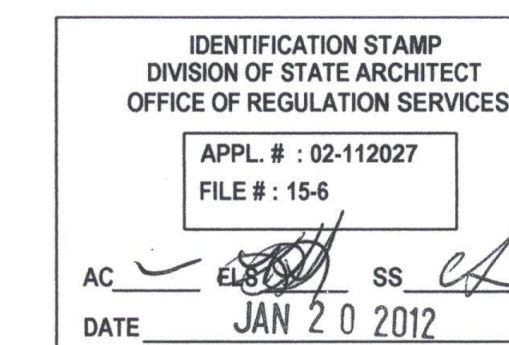 IDENTIFICATION STAMP
DIVISION OF STATE ARCHITECT
OFFICE OF REGULATION SERVICES
APPL. # : 02-112027
FILE # : 15-6
AC FLS SS
DATE JAN 20 2012